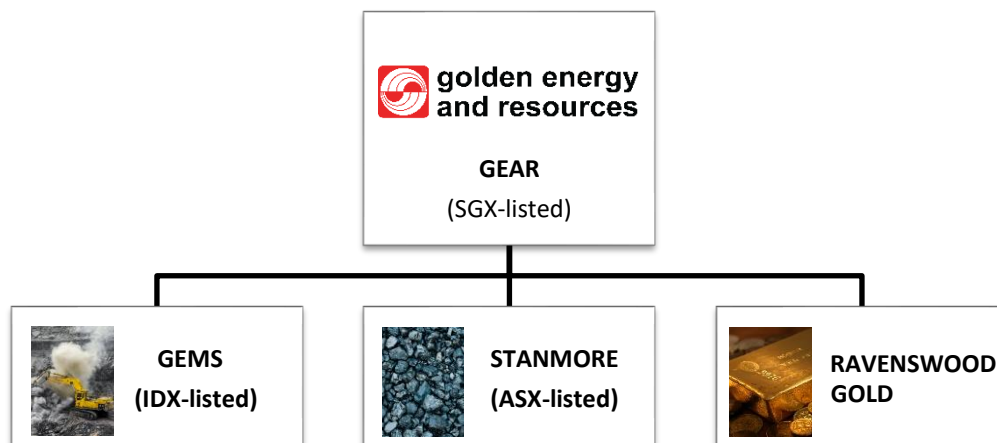 golden energy
and resources
GEAR
(SGX-listed)
GEMS
(IDX-listed)
STANMORE
(ASX-listed)
RAVENSWOOD
GOLD